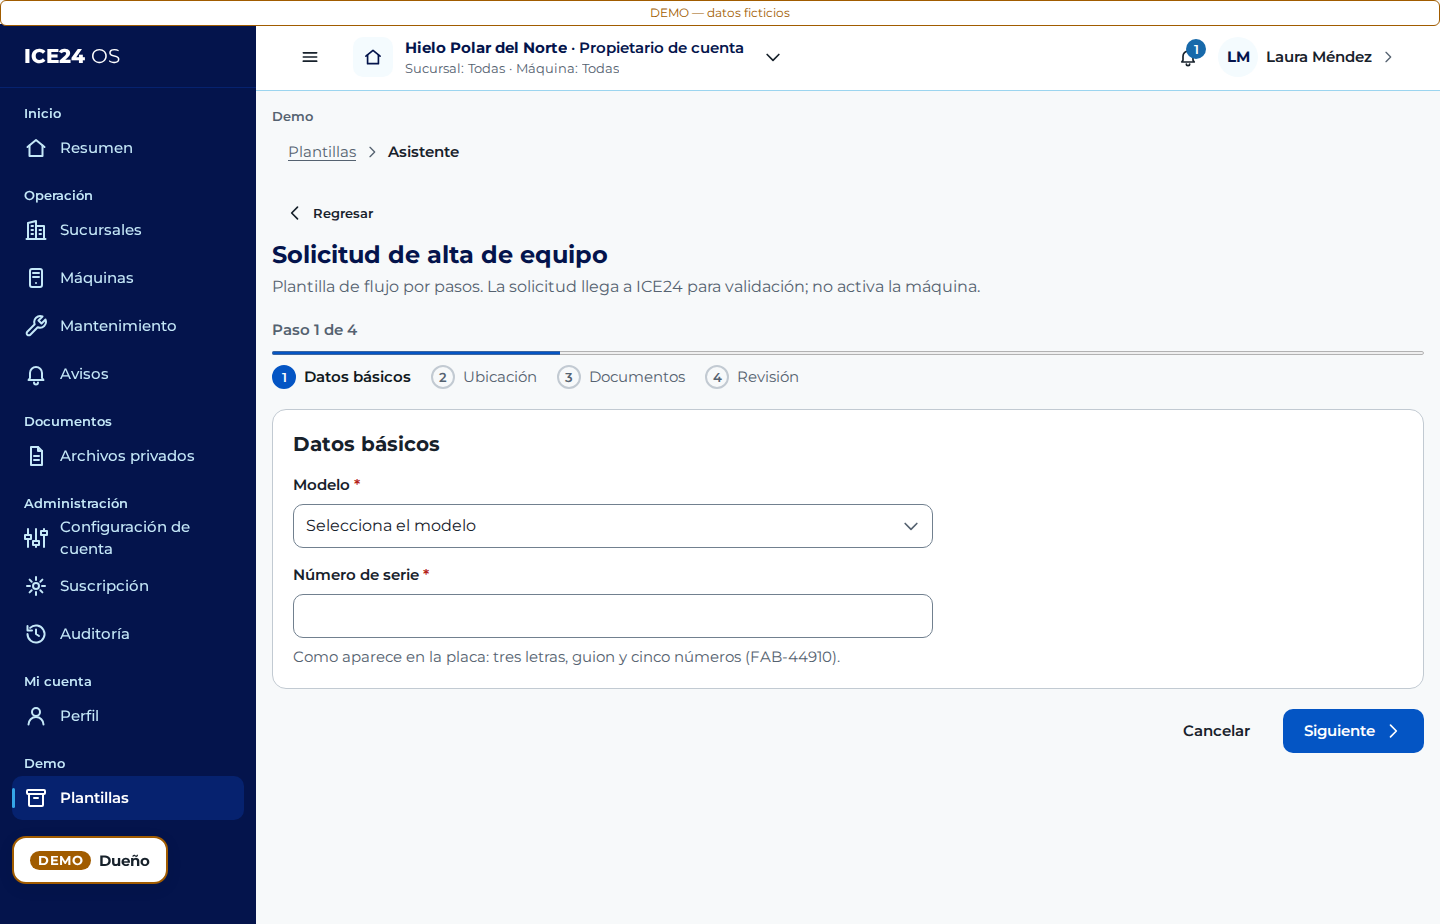 DEMO — datos ficticios
ICE24 OS
Inicio
Resumen
Operación
Sucursales
Máquinas
Mantenimiento
Avisos
Documentos
Archivos privados
Administración
Configuración de
cuenta
Suscripción
Auditoría
Mi cuenta
Perfil
Demo
Plantillas
DEMO Dueño
Hielo Polar del Norte · Propietario de cuenta
Sucursal: Todas · Máquina: Todas
1
LM Laura Méndez
Demo
Plantillas Asistente
Regresar
Solicitud de alta de equipo
Plantilla de flujo por pasos. La solicitud llega a ICE24 para validación; no activa la máquina.
Paso 1 de 4
1 Datos básicos 2 Ubicación 3 Documentos 4 Revisión
Datos básicos
Modelo *
Selecciona el modelo
Número de serie *
Como aparece en la placa: tres letras, guion y cinco números (FAB-44910).
Cancelar Siguiente